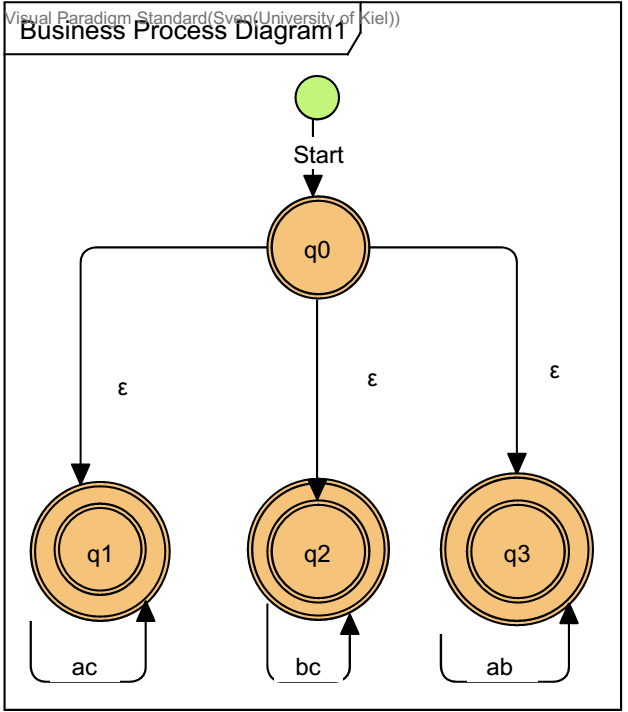 Visual Paradigm Standard(Sven(University of Kiel))
Business Process Diagram1
Start
q0
ε
ε
ε
q1
q2
q3
ac
bc
ab